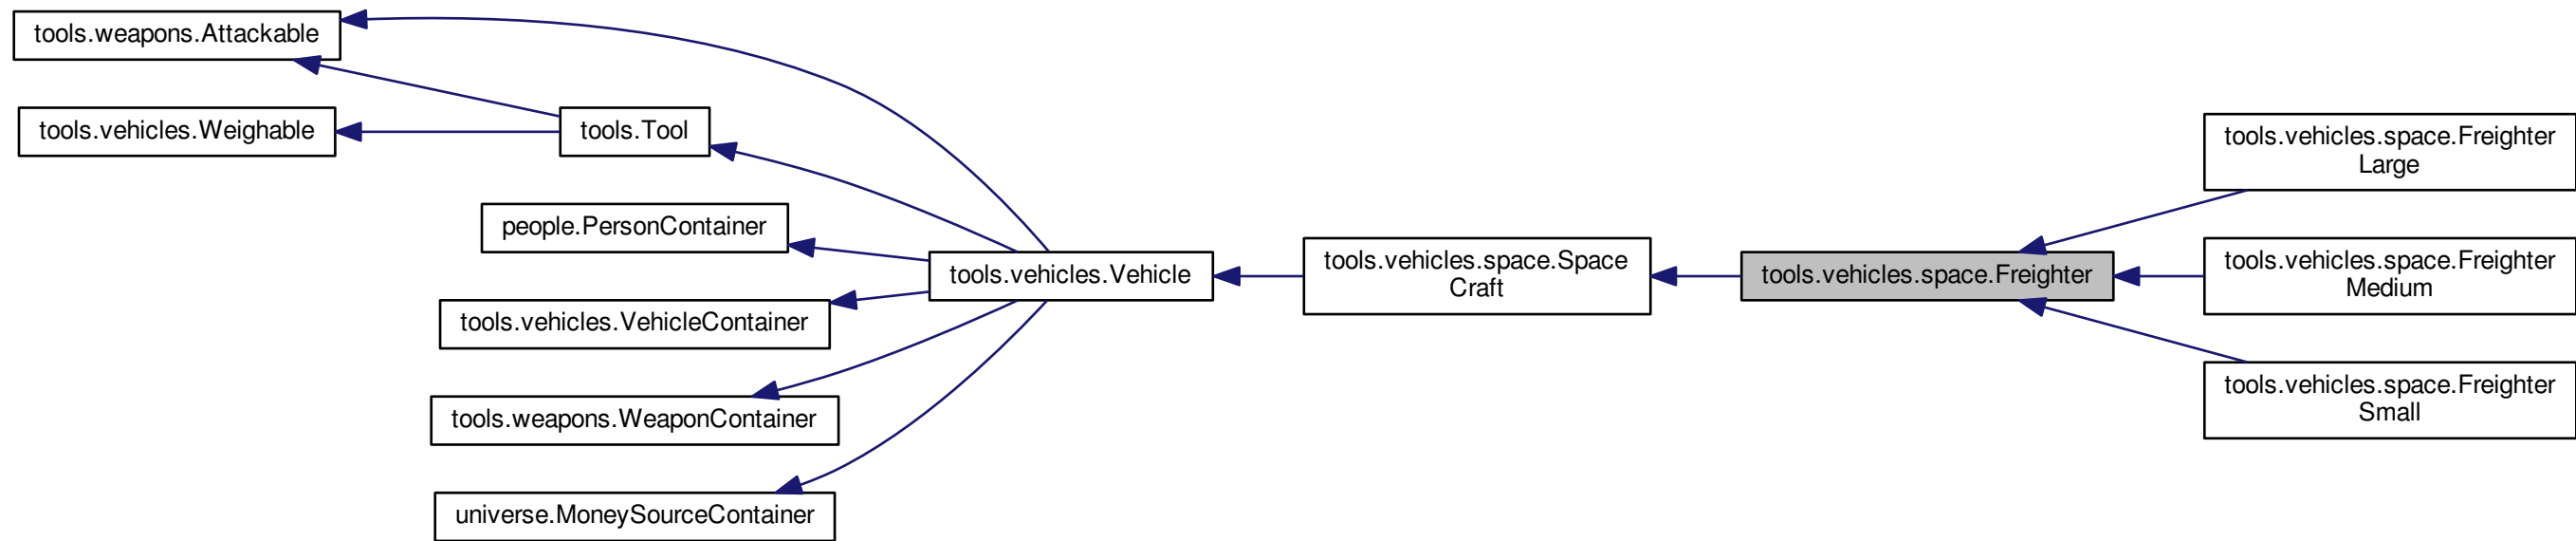 tools.weapons.Attackable
tools.vehicles.Weighable
tools.Tool
people.PersonContainer
tools.vehicles.VehicleContainer
tools.weapons.WeaponContainer
universe.MoneySourceContainer
tools.vehicles.Vehicle
tools.vehicles.space.Space
Craft
tools.vehicles.space.Freighter
tools.vehicles.space.Freighter
Large
tools.vehicles.space.Freighter
Medium
tools.vehicles.space.Freighter
Small